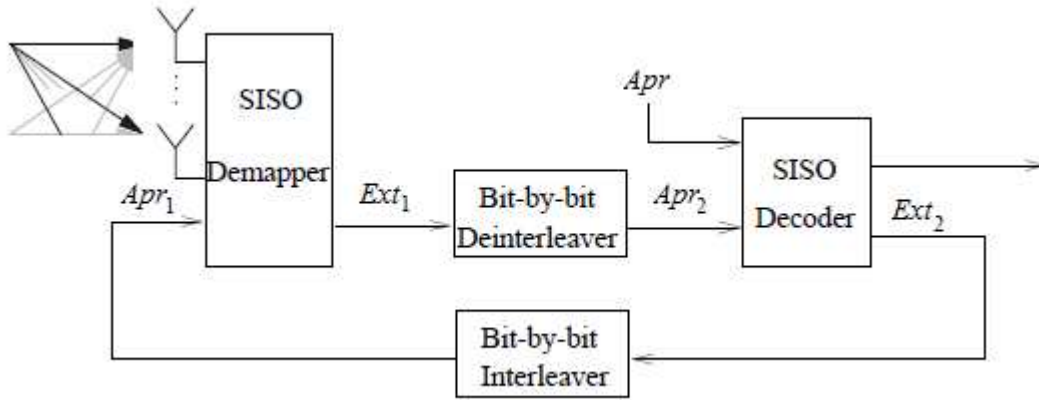 SISO
Demapper
Apr
SISO
Decoder
Apr₁
Ext₁
Bit-by-bit
Deinterleaver
Apr₂
Ext₂
Bit-by-bit
Interleaver